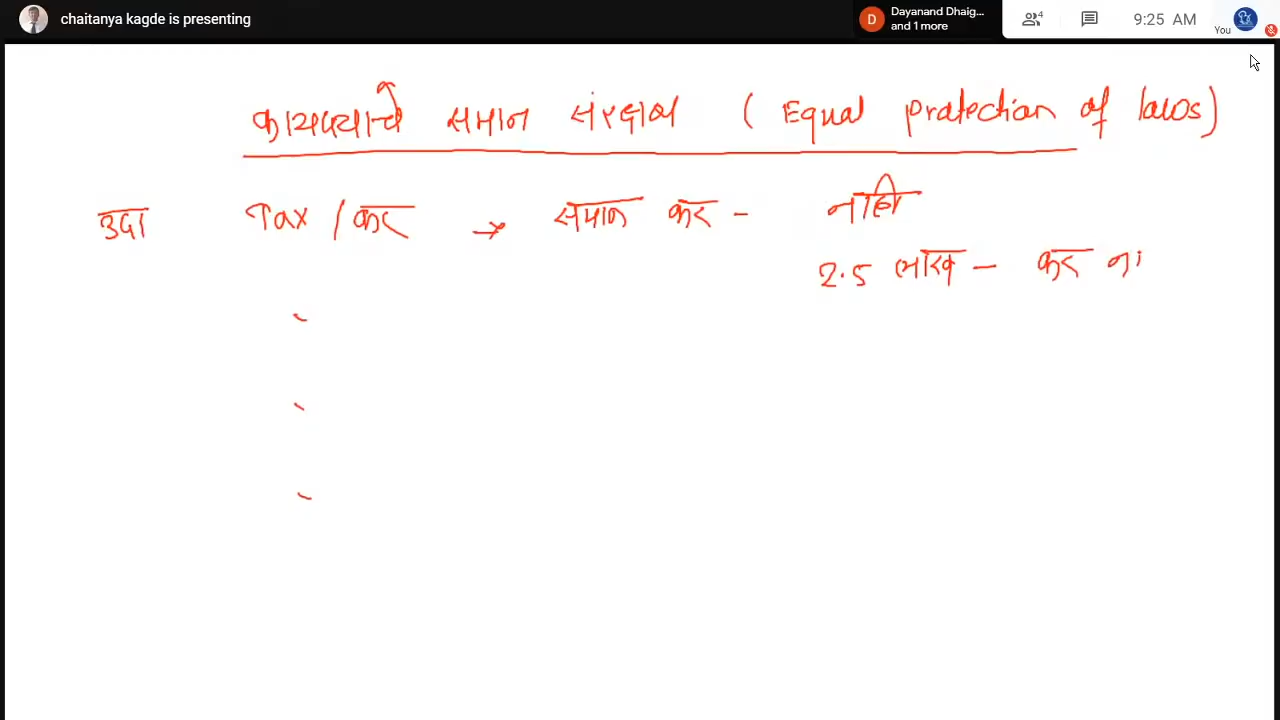 chaitanya kagde is presenting
Dayanand Dhaig...
and 1 more
4
9:25 AM
You
कायद्याचे समान संरक्षण ( Equal protection of laws)
उदा Tax / कर → समान कर - नाही
2.5 लाख - कर ना